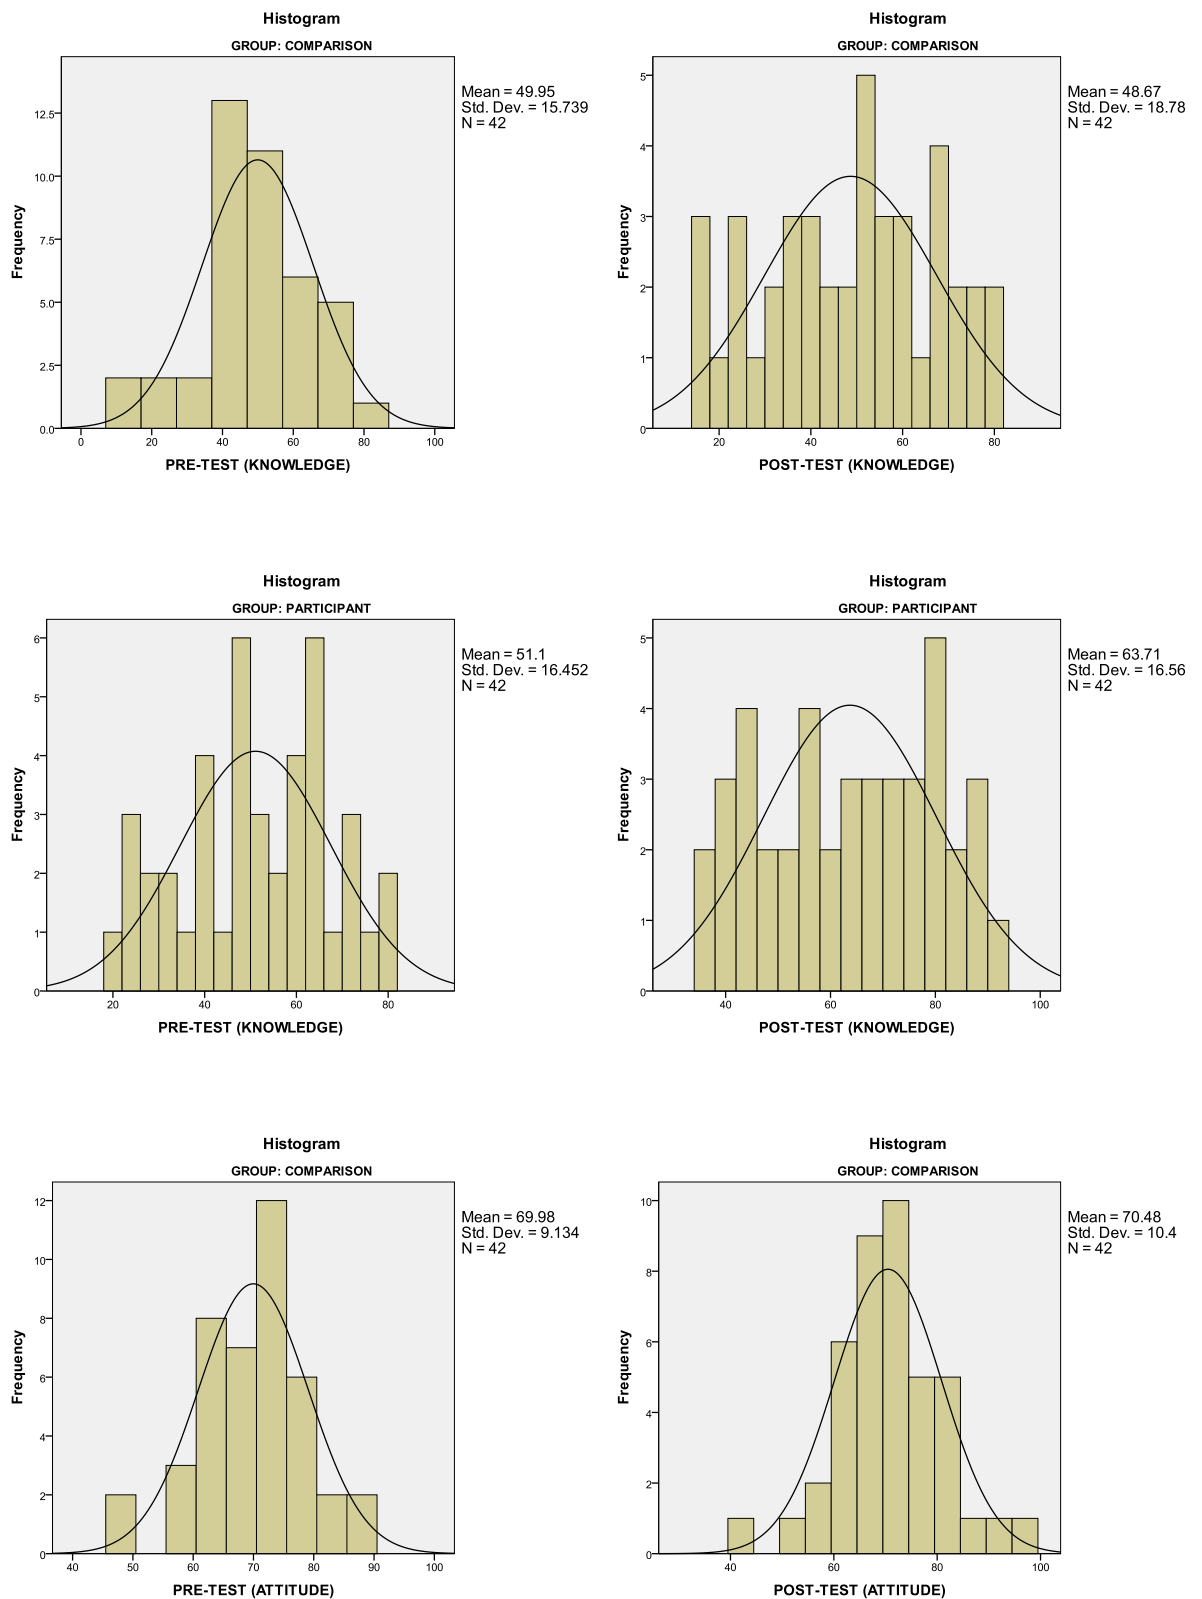 Histogram
GROUP: COMPARISON
Mean = 49.95
Std. Dev. = 15.739
N = 42
Frequency
12.5
10.0
7.5
5.0
2.5
0.0
0 20 40 60 80 100
PRE-TEST (KNOWLEDGE)
Histogram
GROUP: COMPARISON
Mean = 48.67
Std. Dev. = 18.78
N = 42
Frequency
5
4
3
2
1
0
20 40 60 80
POST-TEST (KNOWLEDGE)
Histogram
GROUP: PARTICIPANT
Mean = 51.1
Std. Dev. = 16.452
N = 42
Frequency
6
5
4
3
2
1
0
20 40 60 80
PRE-TEST (KNOWLEDGE)
Histogram
GROUP: PARTICIPANT
Mean = 63.71
Std. Dev. = 16.56
N = 42
Frequency
5
4
3
2
1
0
40 60 80 100
POST-TEST (KNOWLEDGE)
Histogram
GROUP: COMPARISON
Mean = 69.98
Std. Dev. = 9.134
N = 42
Frequency
12
10
8
6
4
2
0
40 50 60 70 80 90 100
PRE-TEST (ATTITUDE)
Histogram
GROUP: COMPARISON
Mean = 70.48
Std. Dev. = 10.4
N = 42
Frequency
10
8
6
4
2
0
40 60 80 100
POST-TEST (ATTITUDE)